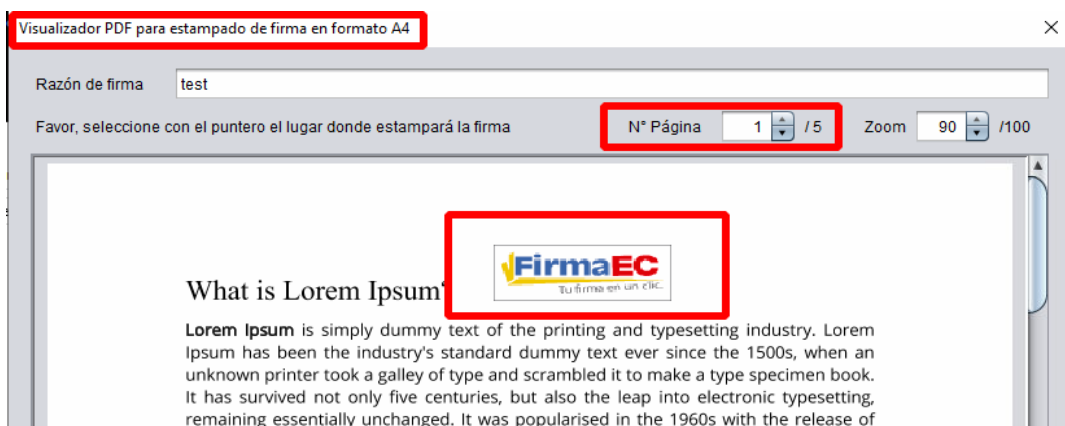 Visualizador PDF para estampado de firma en formato A4
Razón de firma test
Favor, seleccione con el puntero el lugar donde estampará la firma N° Página 1 / 5 Zoom 90 /100
FirmaEC
Tu firma en un clic.
What is Lorem Ipsum?
Lorem Ipsum is simply dummy text of the printing and typesetting industry. Lorem
Ipsum has been the industry's standard dummy text ever since the 1500s, when an
unknown printer took a galley of type and scrambled it to make a type specimen book.
It has survived not only five centuries, but also the leap into electronic typesetting,
remaining essentially unchanged. It was popularised in the 1960s with the release of